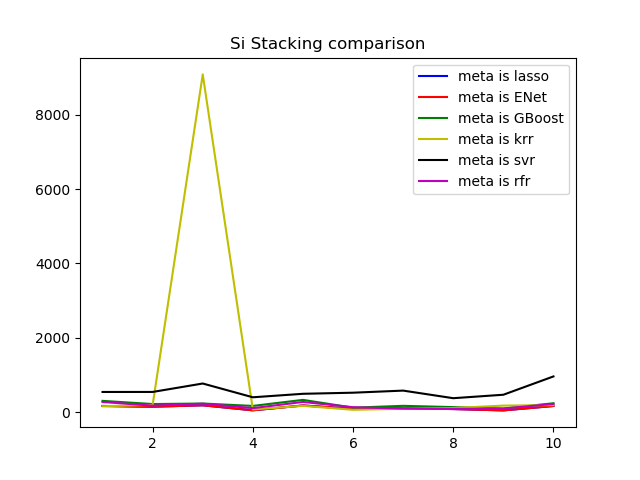 Si Stacking comparison
meta is lasso
meta is ENet
meta is GBoost
meta is krr
meta is svr
meta is rfr
8000
6000
4000
2000
0
2 4 6 8 10